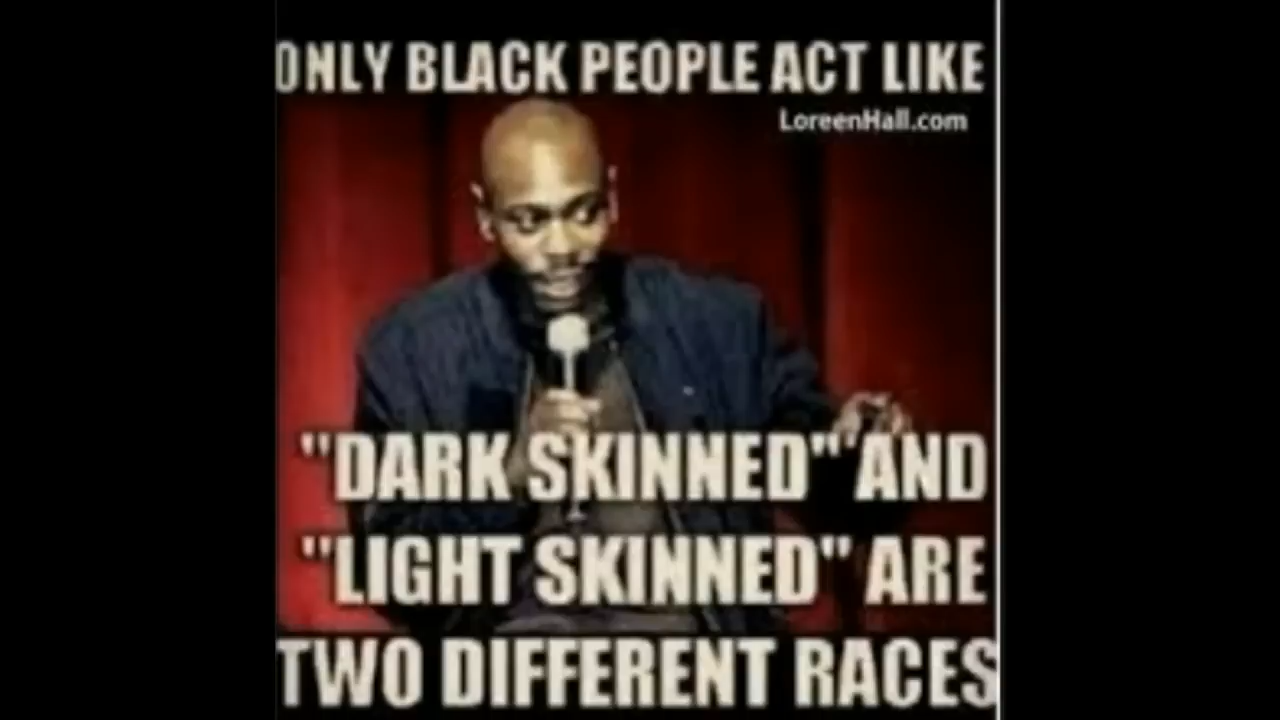 ONLY BLACK PEOPLE ACT LIKE
LoreenHall.com
"DARK SKINNED" AND
"LIGHT SKINNED" ARE
TWO DIFFERENT RACES